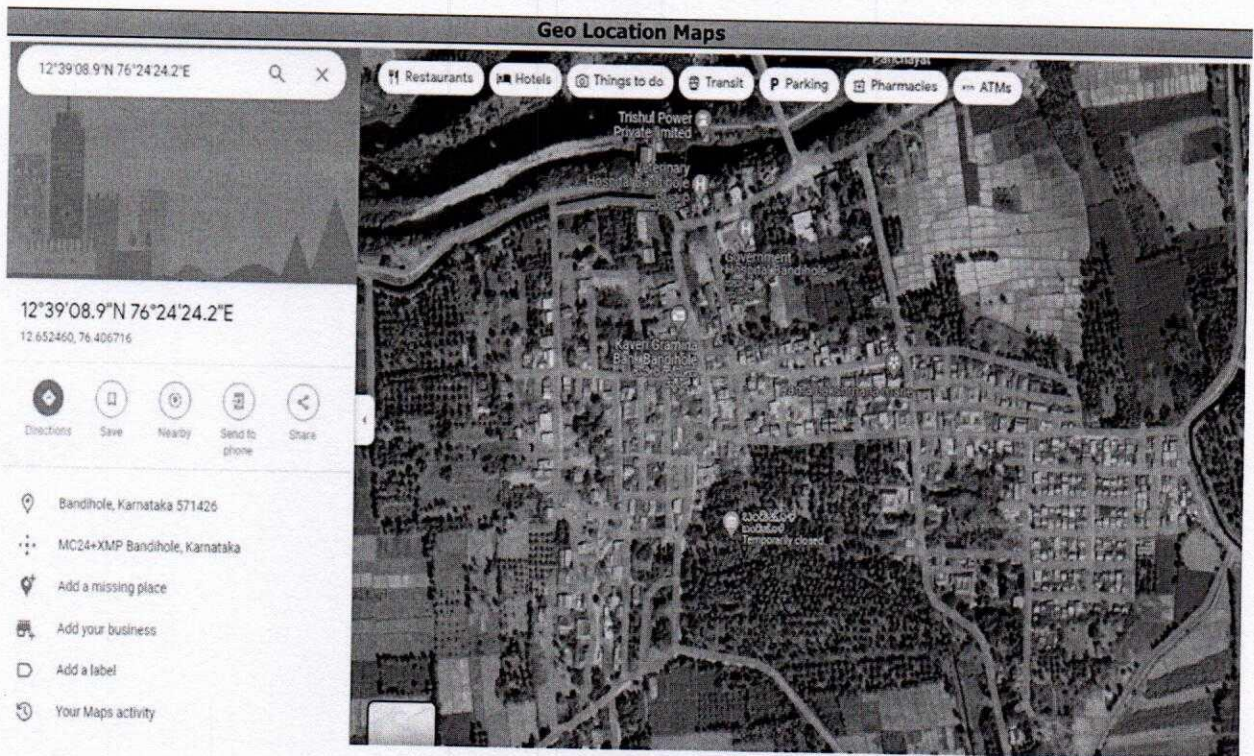 Geo Location Maps
12°39'08.9"N 76°24'24.2"E
Restaurants
Hotels
Things to do
Transit
Parking
Pharmacies
ATMs
12°39'08.9"N 76°24'24.2"E
12.652460, 76.406716
Directions
Save
Nearby
Send to
phone
Share
Bandihole, Karnataka 571426
MC24+XMP Bandihole, Karnataka
Add a missing place
Add your business
Add a label
Your Maps activity
Trishul Power
Government
Kaveri Grameena
Bank Bandihole
ಬಂಡಿಹೊಳೆ
Temporarily closed